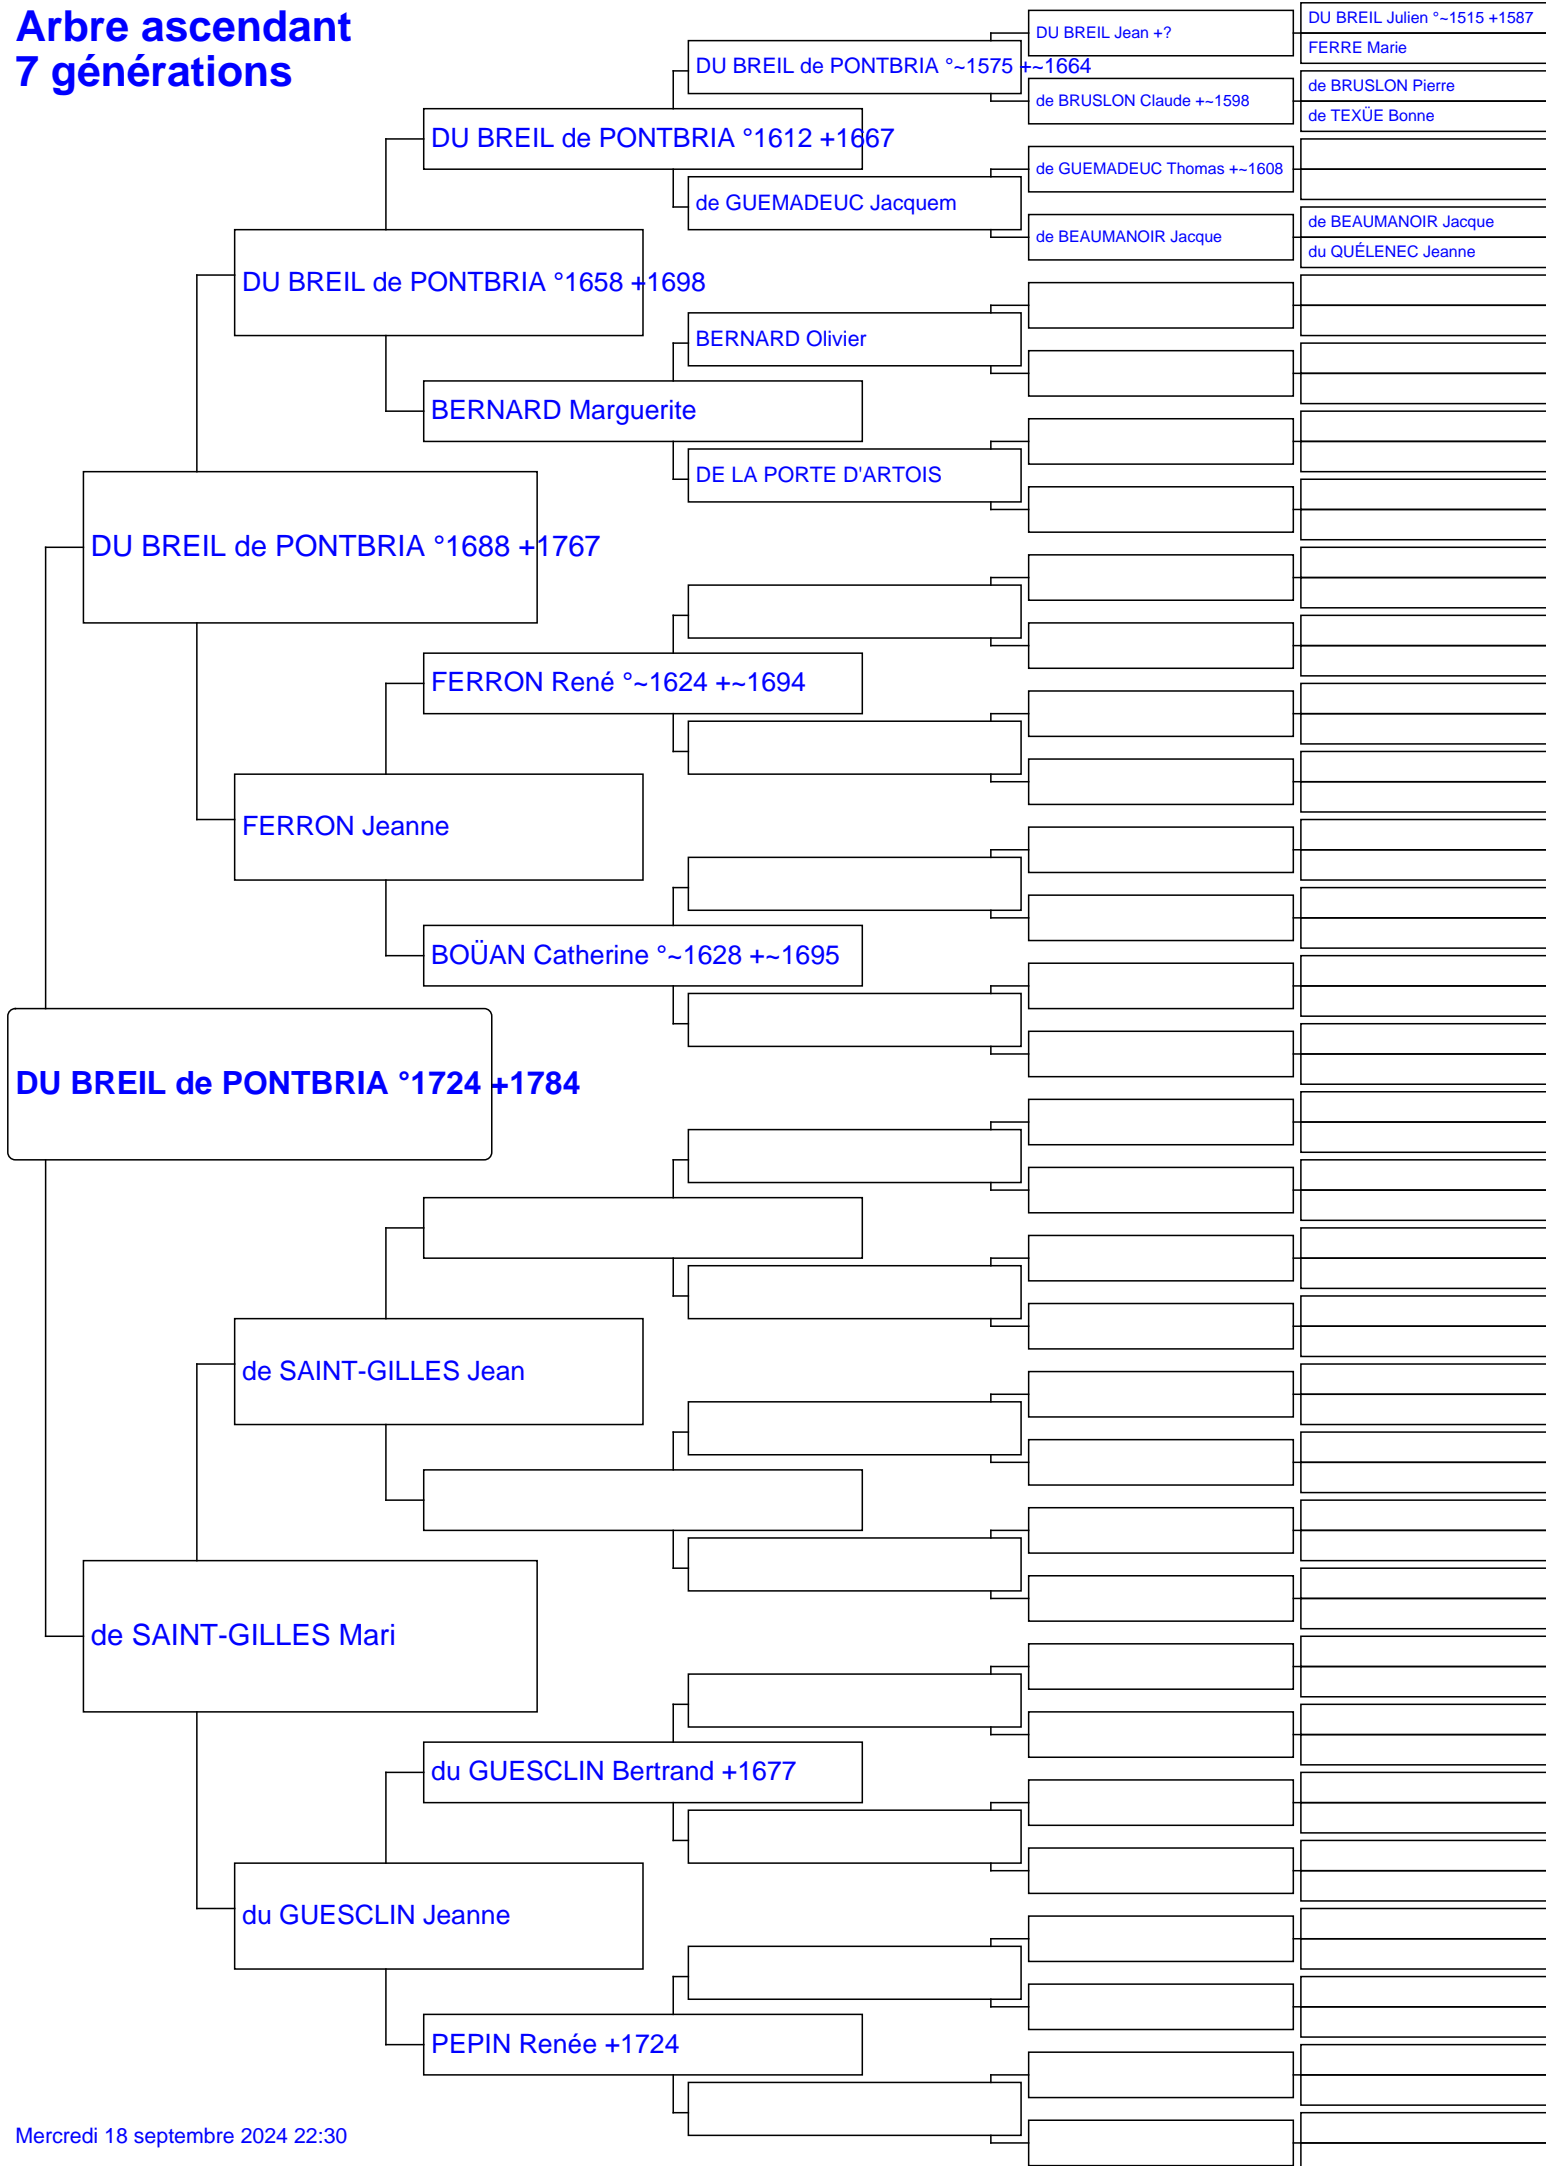 Arbre ascendant
7 générations
DU BREIL Julien °~1515 +1587
DU BREIL Jean +?
FERRE Marie
DU BREIL de PONTBRIA °~1575 +~1664
de BRUSLON Pierre
de BRUSLON Claude +~1598
de TEXÜE Bonne
DU BREIL de PONTBRIA °1612 +1667
de GUEMADEUC Thomas +~1608
de GUEMADEUC Jacquem
de BEAUMANOIR Jacque
de BEAUMANOIR Jacque
du QUÉLENEC Jeanne
DU BREIL de PONTBRIA °1658 +1698
BERNARD Olivier
BERNARD Marguerite
DE LA PORTE D'ARTOIS
DU BREIL de PONTBRIA °1688 +1767
FERRON René °~1624 +~1694
FERRON Jeanne
BOÜAN Catherine °~1628 +~1695
DU BREIL de PONTBRIA °1724 +1784
de SAINT-GILLES Jean
de SAINT-GILLES Mari
du GUESCLIN Bertrand +1677
du GUESCLIN Jeanne
PEPIN Renée +1724
Mercredi 18 septembre 2024 22:30